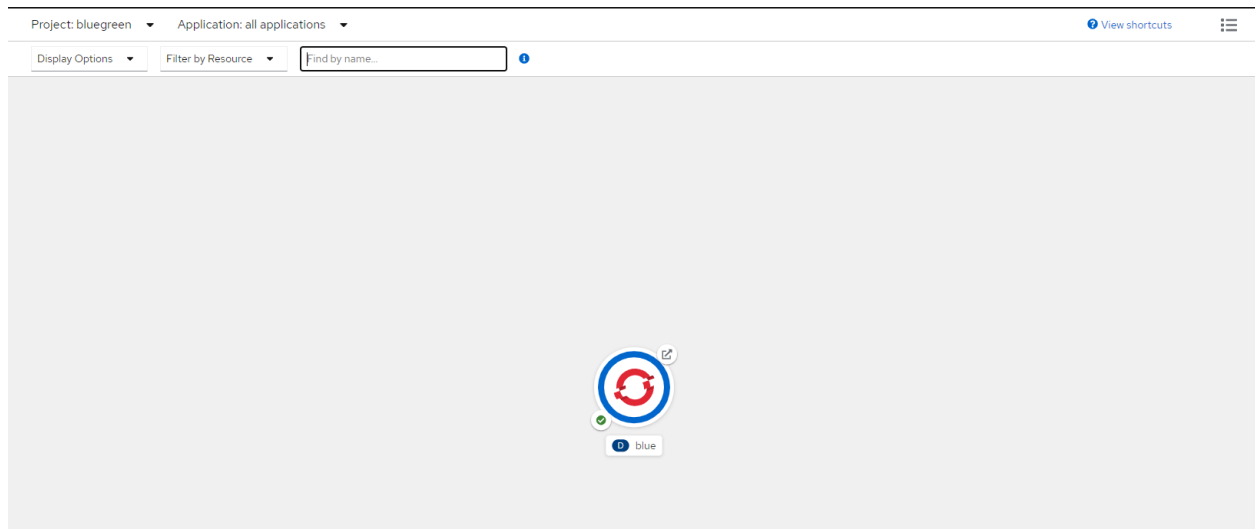 Project: bluegreen Application: all applications View shortcuts
Display Options Filter by Resource Find by name...
D blue